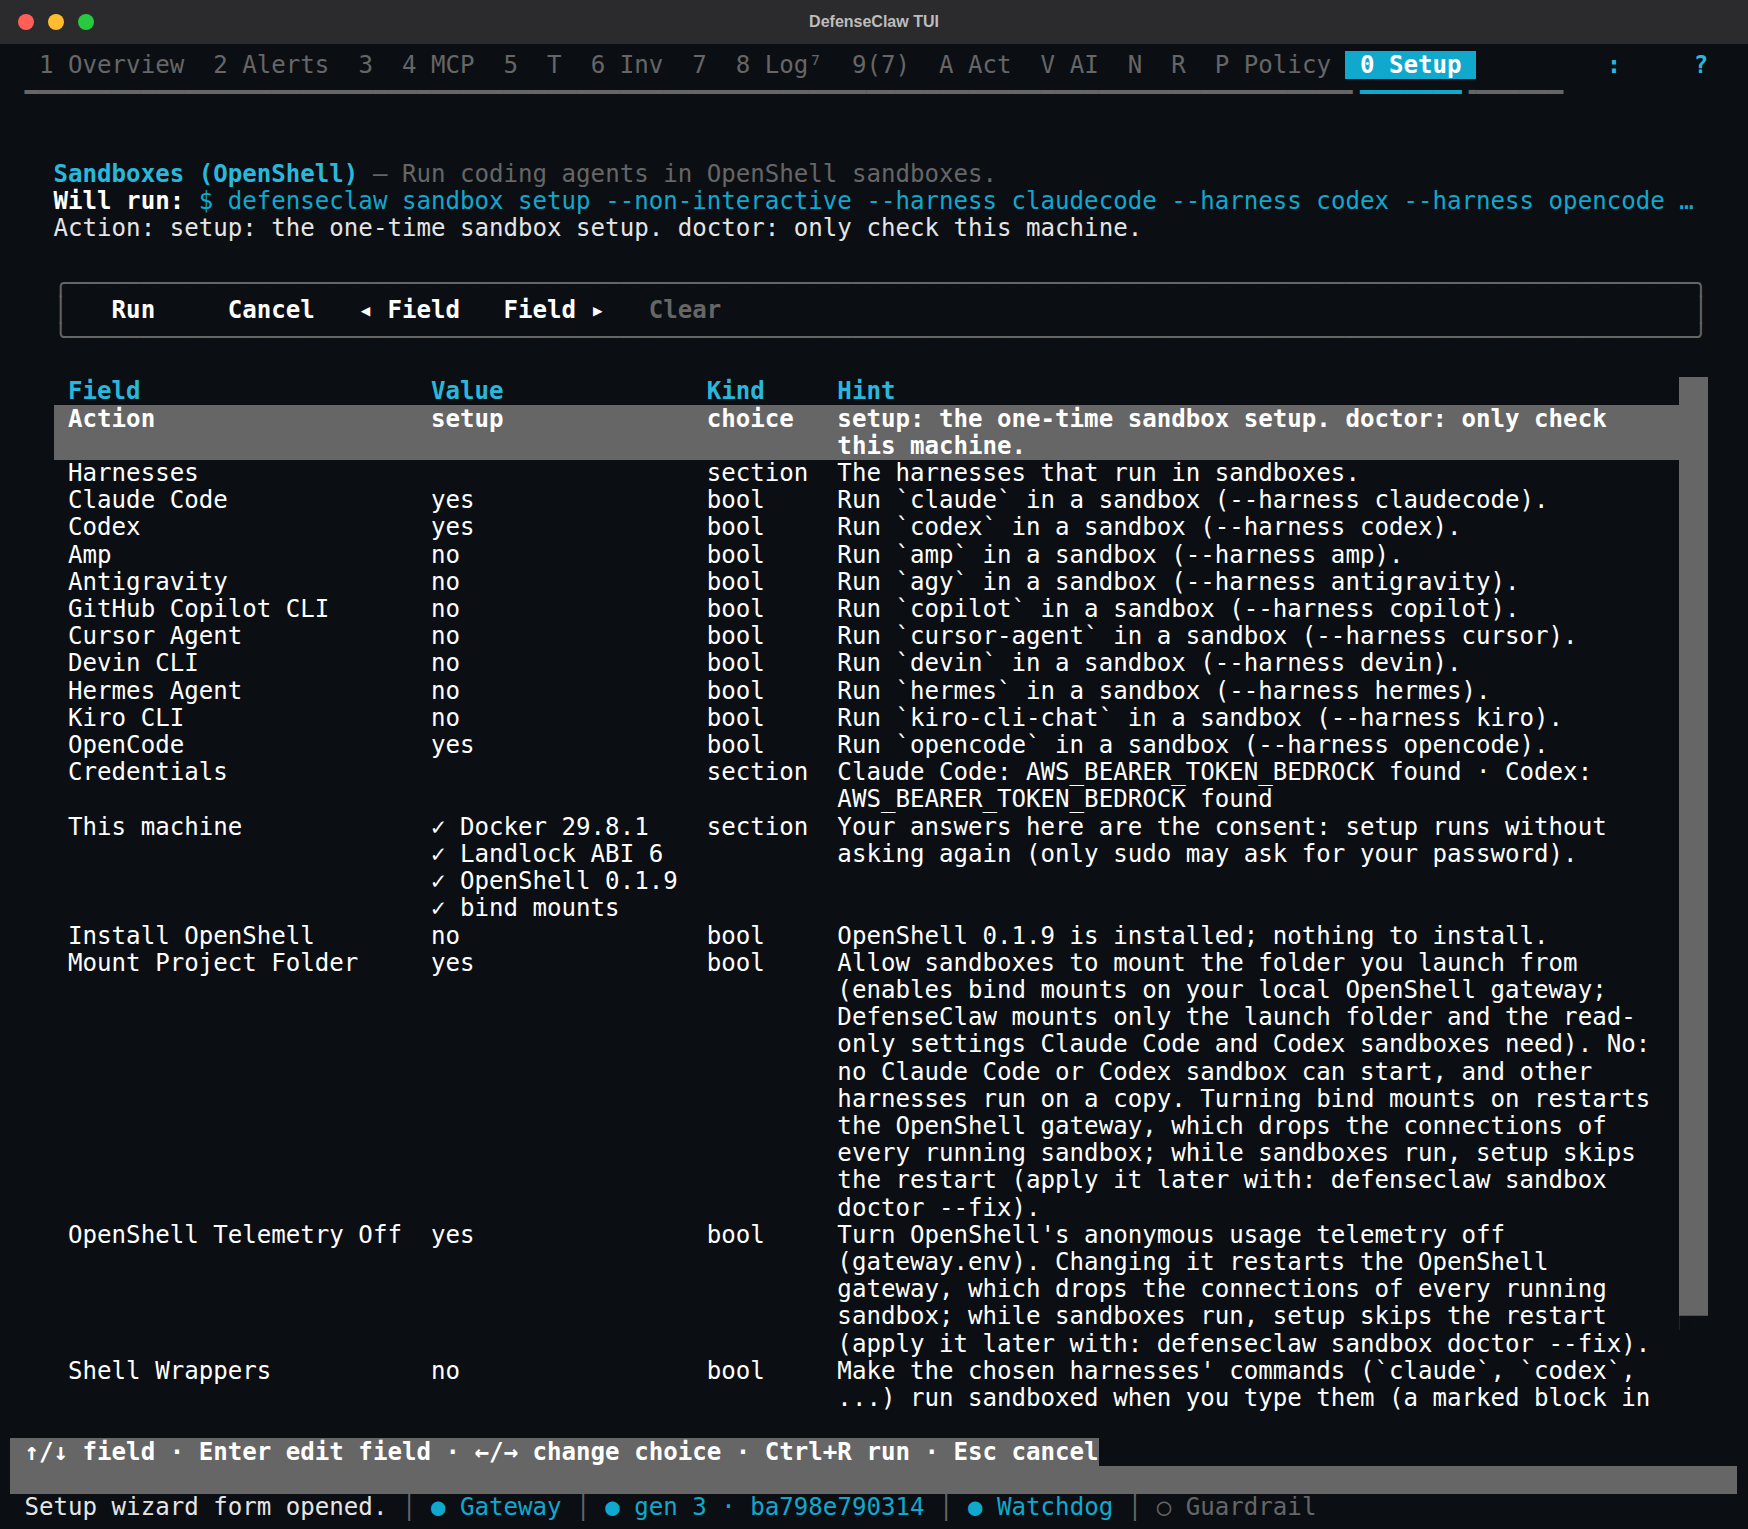 DefenseClaw TUI
1 Overview 2 Alerts 3 4 MCP 5 T 6 Inv 7 8 Log⁷ 9(7) A Act V AI N R P Policy 0 Setup : ?
Sandboxes (OpenShell) — Run coding agents in OpenShell sandboxes.
Will run: $ defenseclaw sandbox setup --non-interactive --harness claudecode --harness codex --harness opencode …
Action: setup: the one-time sandbox setup. doctor: only check this machine.
Run Cancel ◂ Field Field ▸ Clear
Field Value Kind Hint
Action setup choice setup: the one-time sandbox setup. doctor: only check
this machine.
Harnesses section The harnesses that run in sandboxes.
Claude Code yes bool Run `claude` in a sandbox (--harness claudecode).
Codex yes bool Run `codex` in a sandbox (--harness codex).
Amp no bool Run `amp` in a sandbox (--harness amp).
Antigravity no bool Run `agy` in a sandbox (--harness antigravity).
GitHub Copilot CLI no bool Run `copilot` in a sandbox (--harness copilot).
Cursor Agent no bool Run `cursor-agent` in a sandbox (--harness cursor).
Devin CLI no bool Run `devin` in a sandbox (--harness devin).
Hermes Agent no bool Run `hermes` in a sandbox (--harness hermes).
Kiro CLI no bool Run `kiro-cli-chat` in a sandbox (--harness kiro).
OpenCode yes bool Run `opencode` in a sandbox (--harness opencode).
Credentials section Claude Code: AWS_BEARER_TOKEN_BEDROCK found · Codex:
AWS_BEARER_TOKEN_BEDROCK found
This machine ✓ Docker 29.8.1 section Your answers here are the consent: setup runs without
✓ Landlock ABI 6 asking again (only sudo may ask for your password).
✓ OpenShell 0.1.9
✓ bind mounts
Install OpenShell no bool OpenShell 0.1.9 is installed; nothing to install.
Mount Project Folder yes bool Allow sandboxes to mount the folder you launch from
(enables bind mounts on your local OpenShell gateway;
DefenseClaw mounts only the launch folder and the read-
only settings Claude Code and Codex sandboxes need). No:
no Claude Code or Codex sandbox can start, and other
harnesses run on a copy. Turning bind mounts on restarts
the OpenShell gateway, which drops the connections of
every running sandbox; while sandboxes run, setup skips
the restart (apply it later with: defenseclaw sandbox
doctor --fix).
OpenShell Telemetry Off yes bool Turn OpenShell's anonymous usage telemetry off
(gateway.env). Changing it restarts the OpenShell
gateway, which drops the connections of every running
sandbox; while sandboxes run, setup skips the restart
(apply it later with: defenseclaw sandbox doctor --fix).
Shell Wrappers no bool Make the chosen harnesses' commands (`claude`, `codex`,
...) run sandboxed when you type them (a marked block in
↑/↓ field · Enter edit field · ←/→ change choice · Ctrl+R run · Esc cancel
Setup wizard form opened. │ ● Gateway │ ● gen 3 · ba798e790314 │ ● Watchdog │ ○ Guardrail